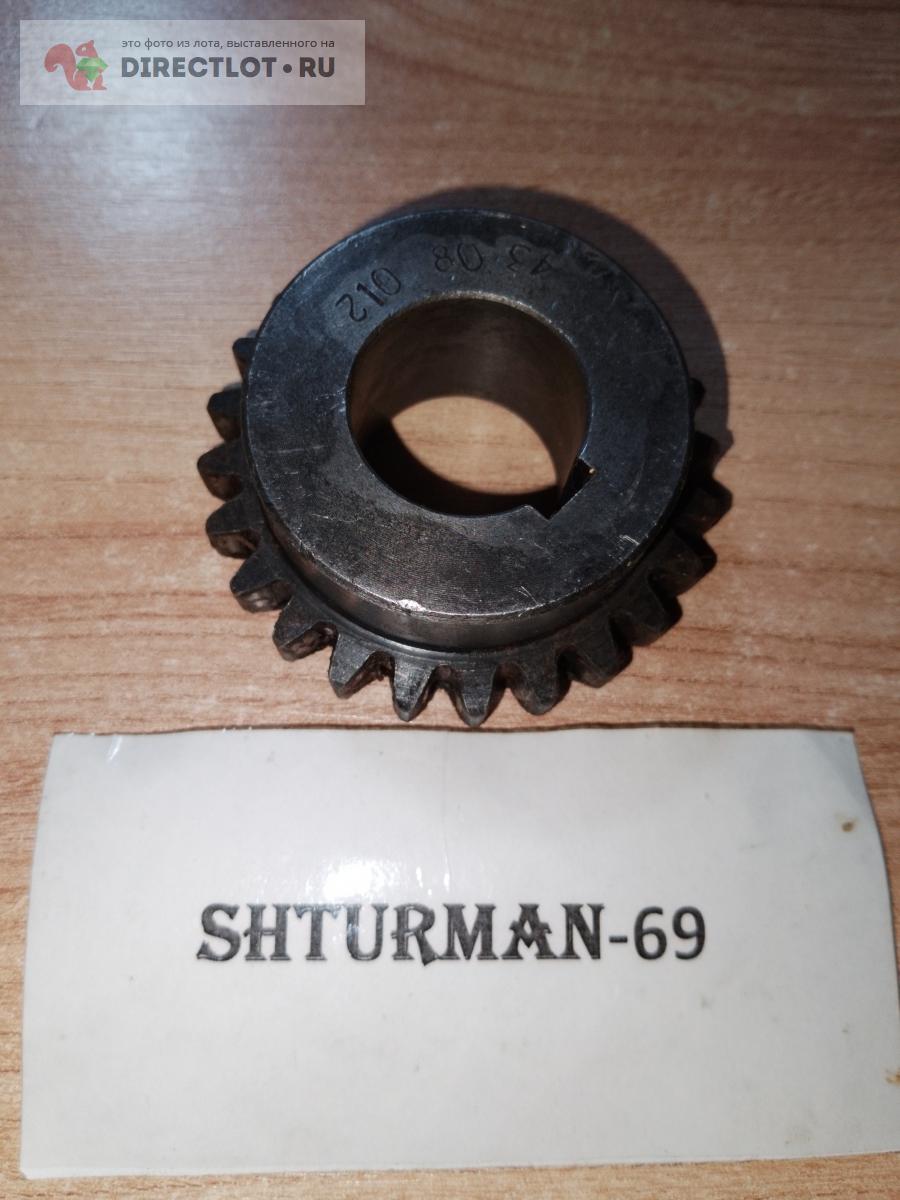 это фото из лота, выставленного на
DIRECTLOT•RU
43 08 012
SHTURMAN-69